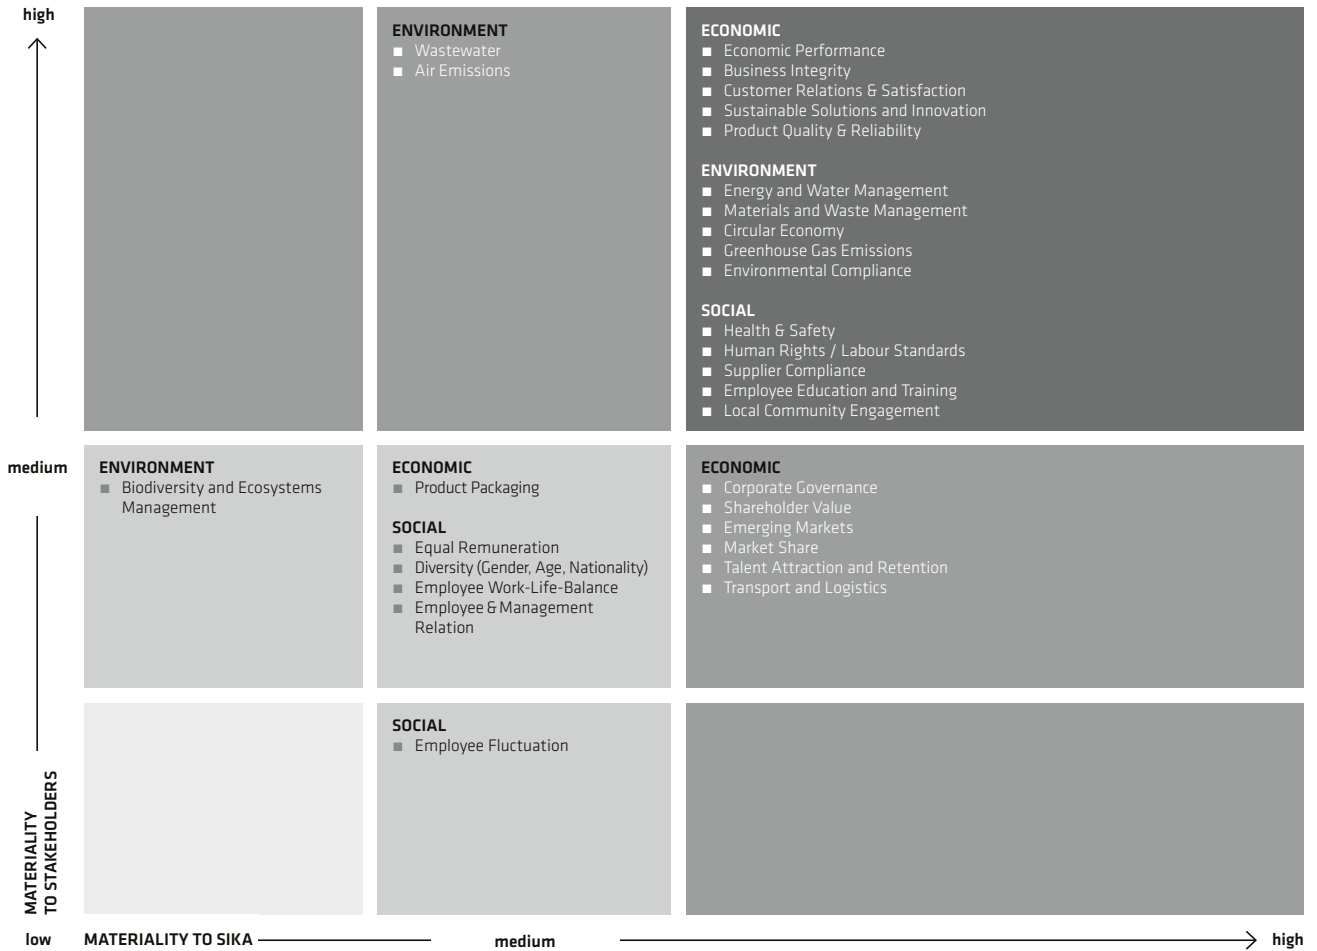 high
ENVIRONMENT
■ Wastewater
■ Air Emissions
ECONOMIC
■ Economic Performance
■ Business Integrity
■ Customer Relations & Satisfaction
■ Sustainable Solutions and Innovation
■ Product Quality & Reliability
ENVIRONMENT
■ Energy and Water Management
■ Materials and Waste Management
■ Circular Economy
■ Greenhouse Gas Emissions
■ Environmental Compliance
SOCIAL
■ Health & Safety
■ Human Rights / Labour Standards
■ Supplier Compliance
■ Employee Education and Training
■ Local Community Engagement
medium
ENVIRONMENT
■ Biodiversity and Ecosystems
Management
ECONOMIC
■ Product Packaging
SOCIAL
■ Equal Remuneration
■ Diversity (Gender, Age, Nationality)
■ Employee Work-Life-Balance
■ Employee & Management
Relation
ECONOMIC
■ Corporate Governance
■ Shareholder Value
■ Emerging Markets
■ Market Share
■ Talent Attraction and Retention
■ Transport and Logistics
SOCIAL
■ Employee Fluctuation
MATERIALITY
TO STAKEHOLDERS
low
MATERIALITY TO SIKA
medium
high